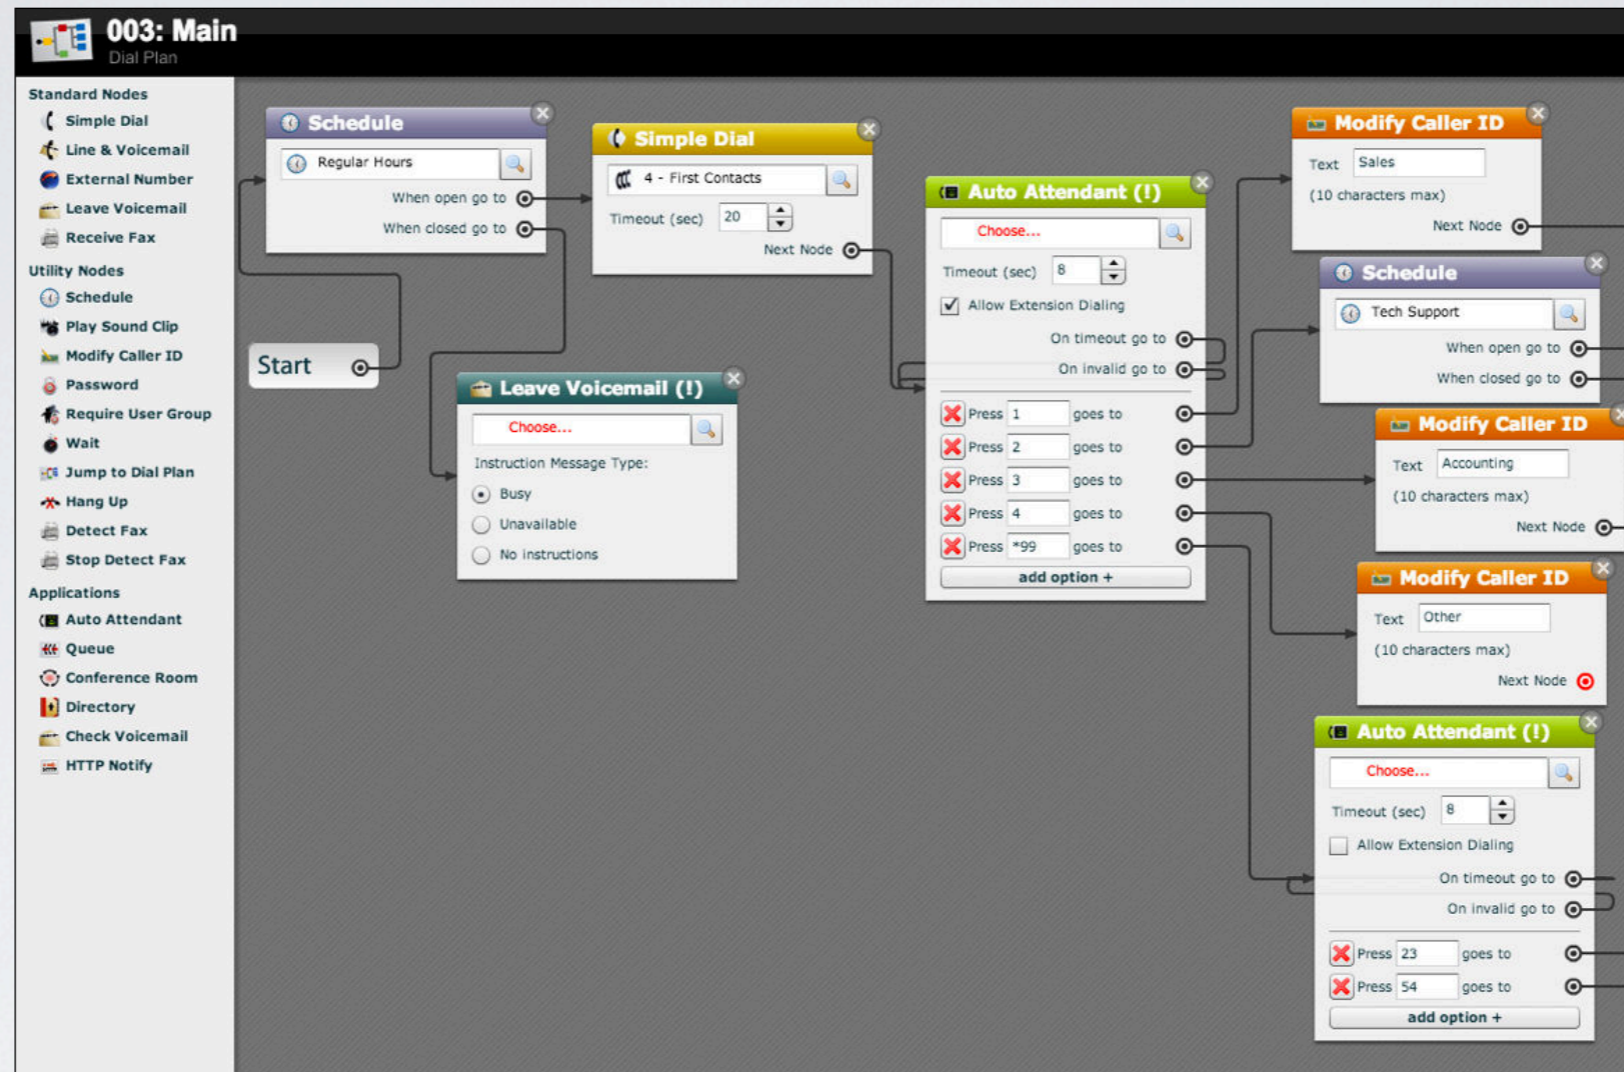 003: Main
Dial Plan
Standard Nodes
Simple Dial
Line & Voicemail
External Number
Leave Voicemail
Receive Fax
Utility Nodes
Schedule
Play Sound Clip
Modify Caller ID
Password
Require User Group
Wait
Jump to Dial Plan
Hang Up
Detect Fax
Stop Detect Fax
Applications
Auto Attendant
Queue
Conference Room
Directory
Check Voicemail
HTTP Notify
Schedule
Regular Hours
When open go to
When closed go to
Start
Simple Dial
4 - First Contacts
Timeout (sec) 20
Next Node
Leave Voicemail (!)
Choose...
Instruction Message Type:
Busy
Unavailable
No instructions
Auto Attendant (!)
Choose...
Timeout (sec) 8
Allow Extension Dialing
On timeout go to
On invalid go to
Press 1 goes to
Press 2 goes to
Press 3 goes to
Press 4 goes to
Press *99 goes to
add option +
Modify Caller ID
Text Sales
(10 characters max)
Next Node
Schedule
Tech Support
When open go to
When closed go to
Modify Caller ID
Text Accounting
(10 characters max)
Next Node
Modify Caller ID
Text Other
(10 characters max)
Next Node
Auto Attendant (!)
Choose...
Timeout (sec) 8
Allow Extension Dialing
On timeout go to
On invalid go to
Press 23 goes to
Press 54 goes to
add option +